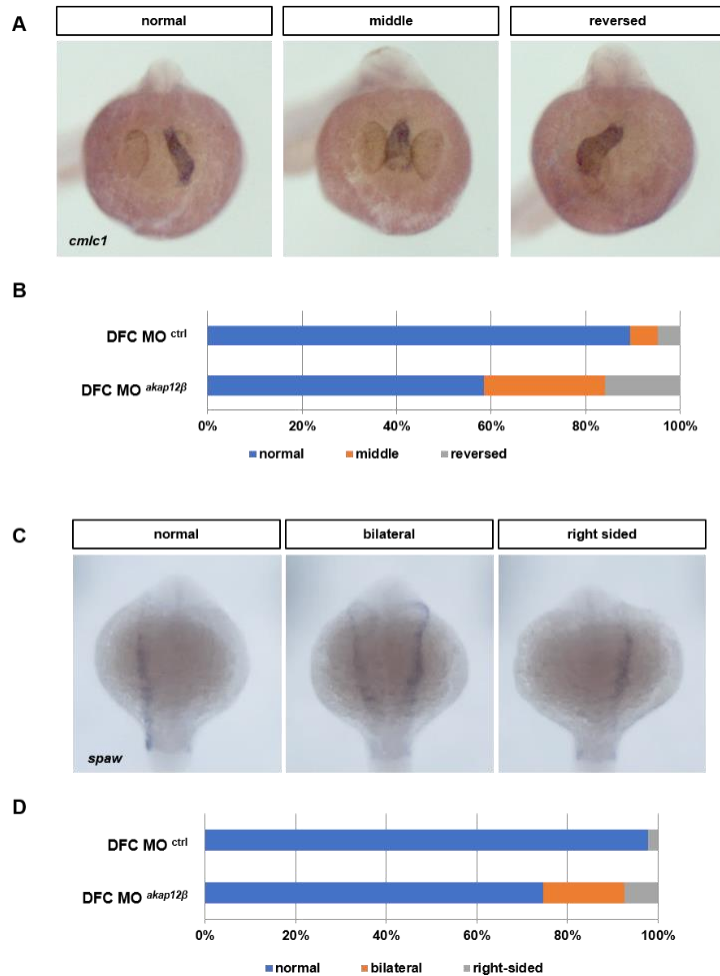 A
normal
middle
reversed
cmlc1
B
DFC MO ctrl
DFC MO akap12β
0% 20% 40% 60% 80% 100%
normal middle reversed
C
normal
bilateral
right sided
spaw
D
DFC MO ctrl
DFC MO akap12β
0% 20% 40% 60% 80% 100%
normal bilateral right-sided